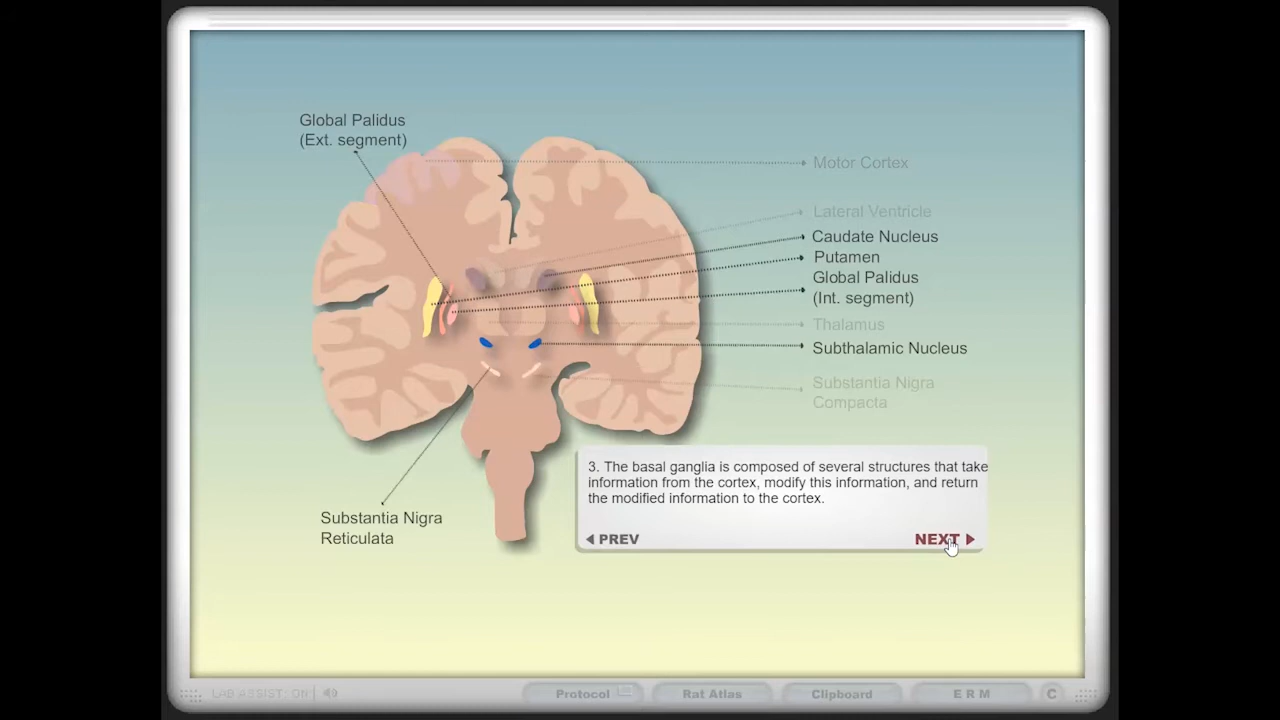 Global Palidus
(Ext. segment)
Motor Cortex
Lateral Ventricle
Caudate Nucleus
Putamen
Global Palidus
(Int. segment)
Thalamus
Subthalamic Nucleus
Substantia Nigra
Compacta
3. The basal ganglia is composed of several structures that take
information from the cortex, modify this information, and return
the modified information to the cortex.
PREV
NEXT
Substantia Nigra
Reticulata
LAB ASSIST: ON
Protocol
Rat Atlas
Clipboard
E R M
C